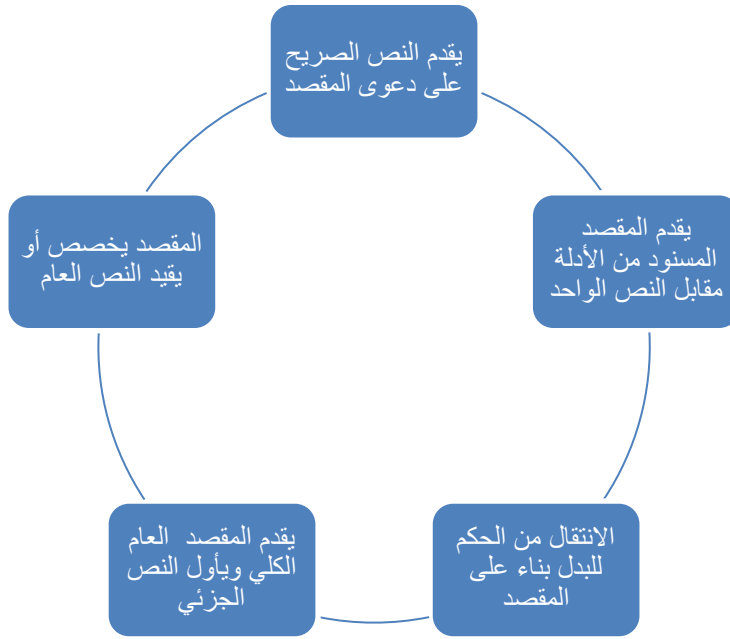 يقدم النص الصريح
على دعوى المقصد
يقدم المقصد
المسنود من الأدلة
مقابل النص الواحد
الانتقال من الحكم
للبدل بناء على
المقصد
يقدم المقصد العام
الكلي ويأول النص
الجزئي
المقصد يخصص أو
يقيد النص العام